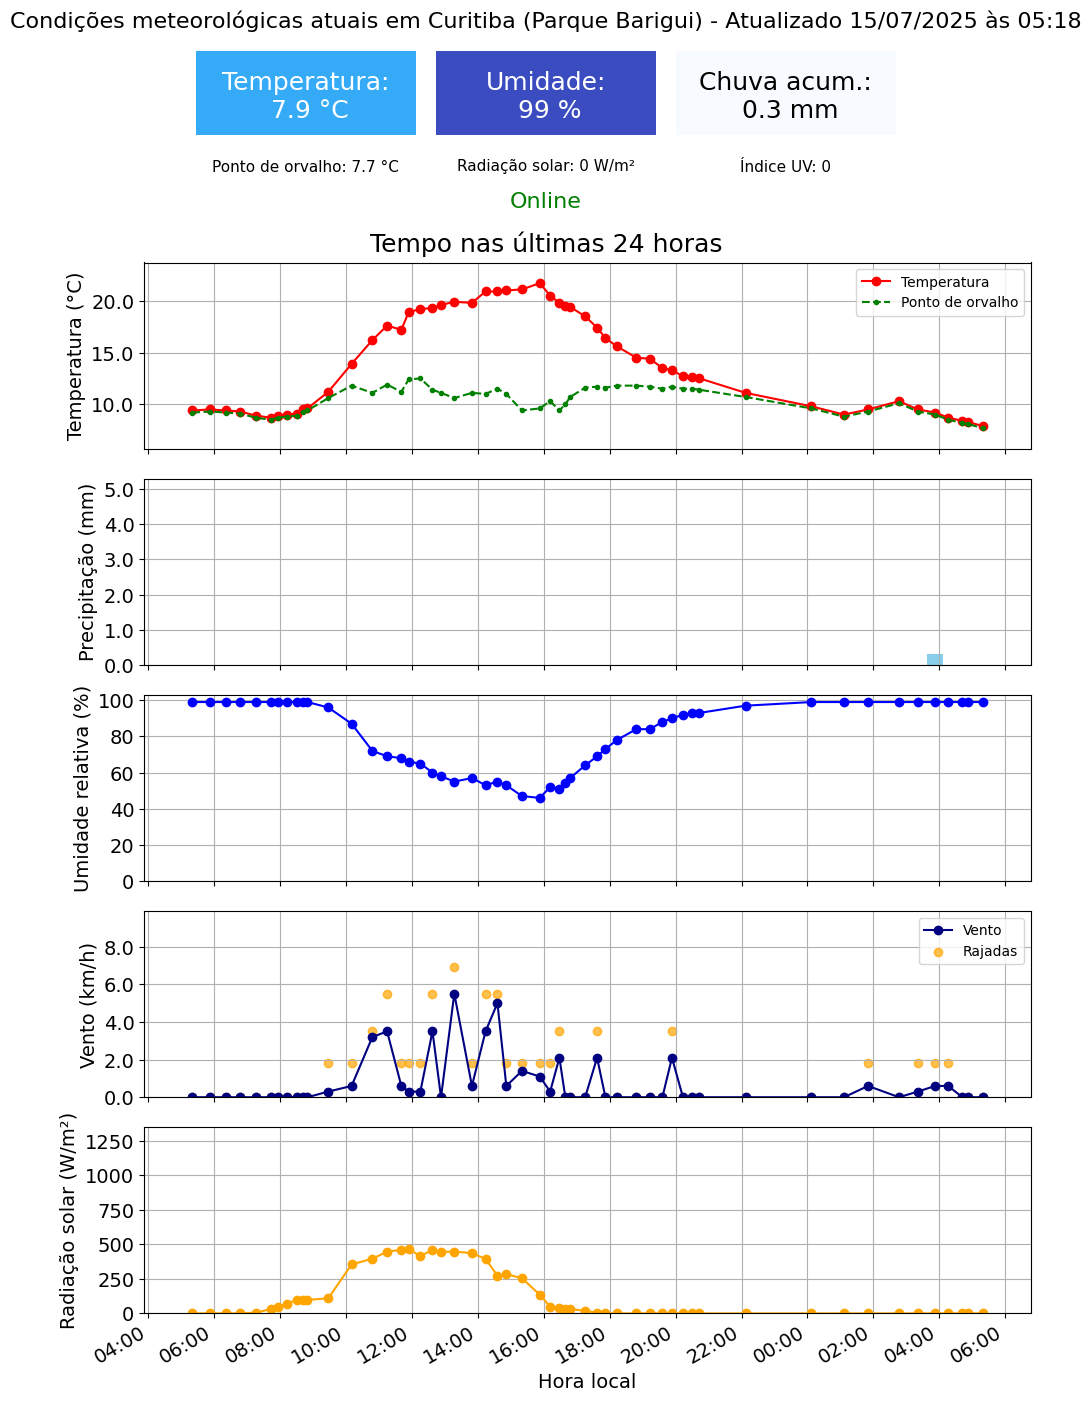 Condições meteorológicas atuais em Curitiba (Parque Barigui) - Atualizado 15/07/2025 às 05:18
Temperatura:
7.9 °C
Umidade:
99 %
Chuva acum.:
0.3 mm
Ponto de orvalho: 7.7 °C
Radiação solar: 0 W/m²
Índice UV: 0
Online
Tempo nas últimas 24 horas
Temperatura (°C)
20.0
15.0
10.0
Temperatura
Ponto de orvalho
Precipitação (mm)
5.0
4.0
3.0
2.0
1.0
0.0
Umidade relativa (%)
100
80
60
40
20
0
Vento (km/h)
8.0
6.0
4.0
2.0
0.0
Vento
Rajadas
Radiação solar (W/m²)
1250
1000
750
500
250
0
04:00
06:00
08:00
10:00
12:00
14:00
16:00
18:00
20:00
22:00
00:00
02:00
04:00
06:00
Hora local